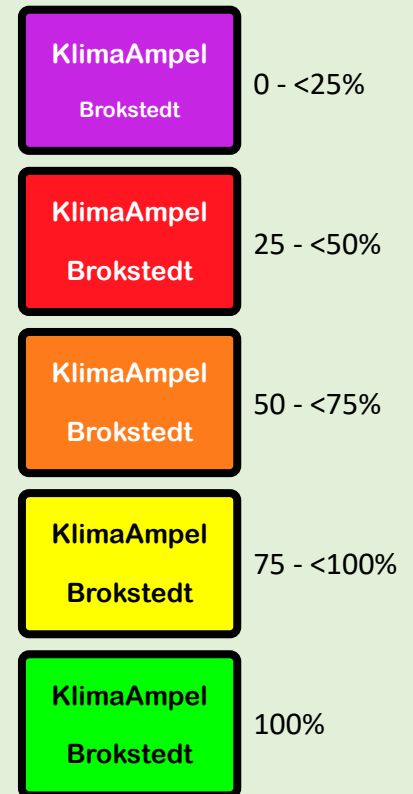 KlimaAmpel
Brokstedt
0 - <25%
KlimaAmpel
Brokstedt
25 - <50%
KlimaAmpel
Brokstedt
50 - <75%
KlimaAmpel
Brokstedt
75 - <100%
KlimaAmpel
Brokstedt
100%